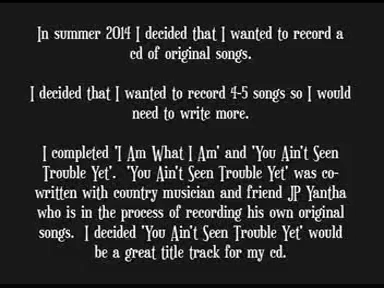 In summer 2014 I decided that I wanted to record a
cd of original songs.
I decided that I wanted to record 4-5 songs so I would
need to write more.
I completed 'I Am What I Am' and 'You Ain't Seen
Trouble Yet'. 'You Ain't Seen Trouble Yet' was co-
written with country musician and friend JP Yantha
who is in the process of recording his own original
songs. I decided 'You Ain't Seen Trouble Yet' would
be a great title track for my cd.